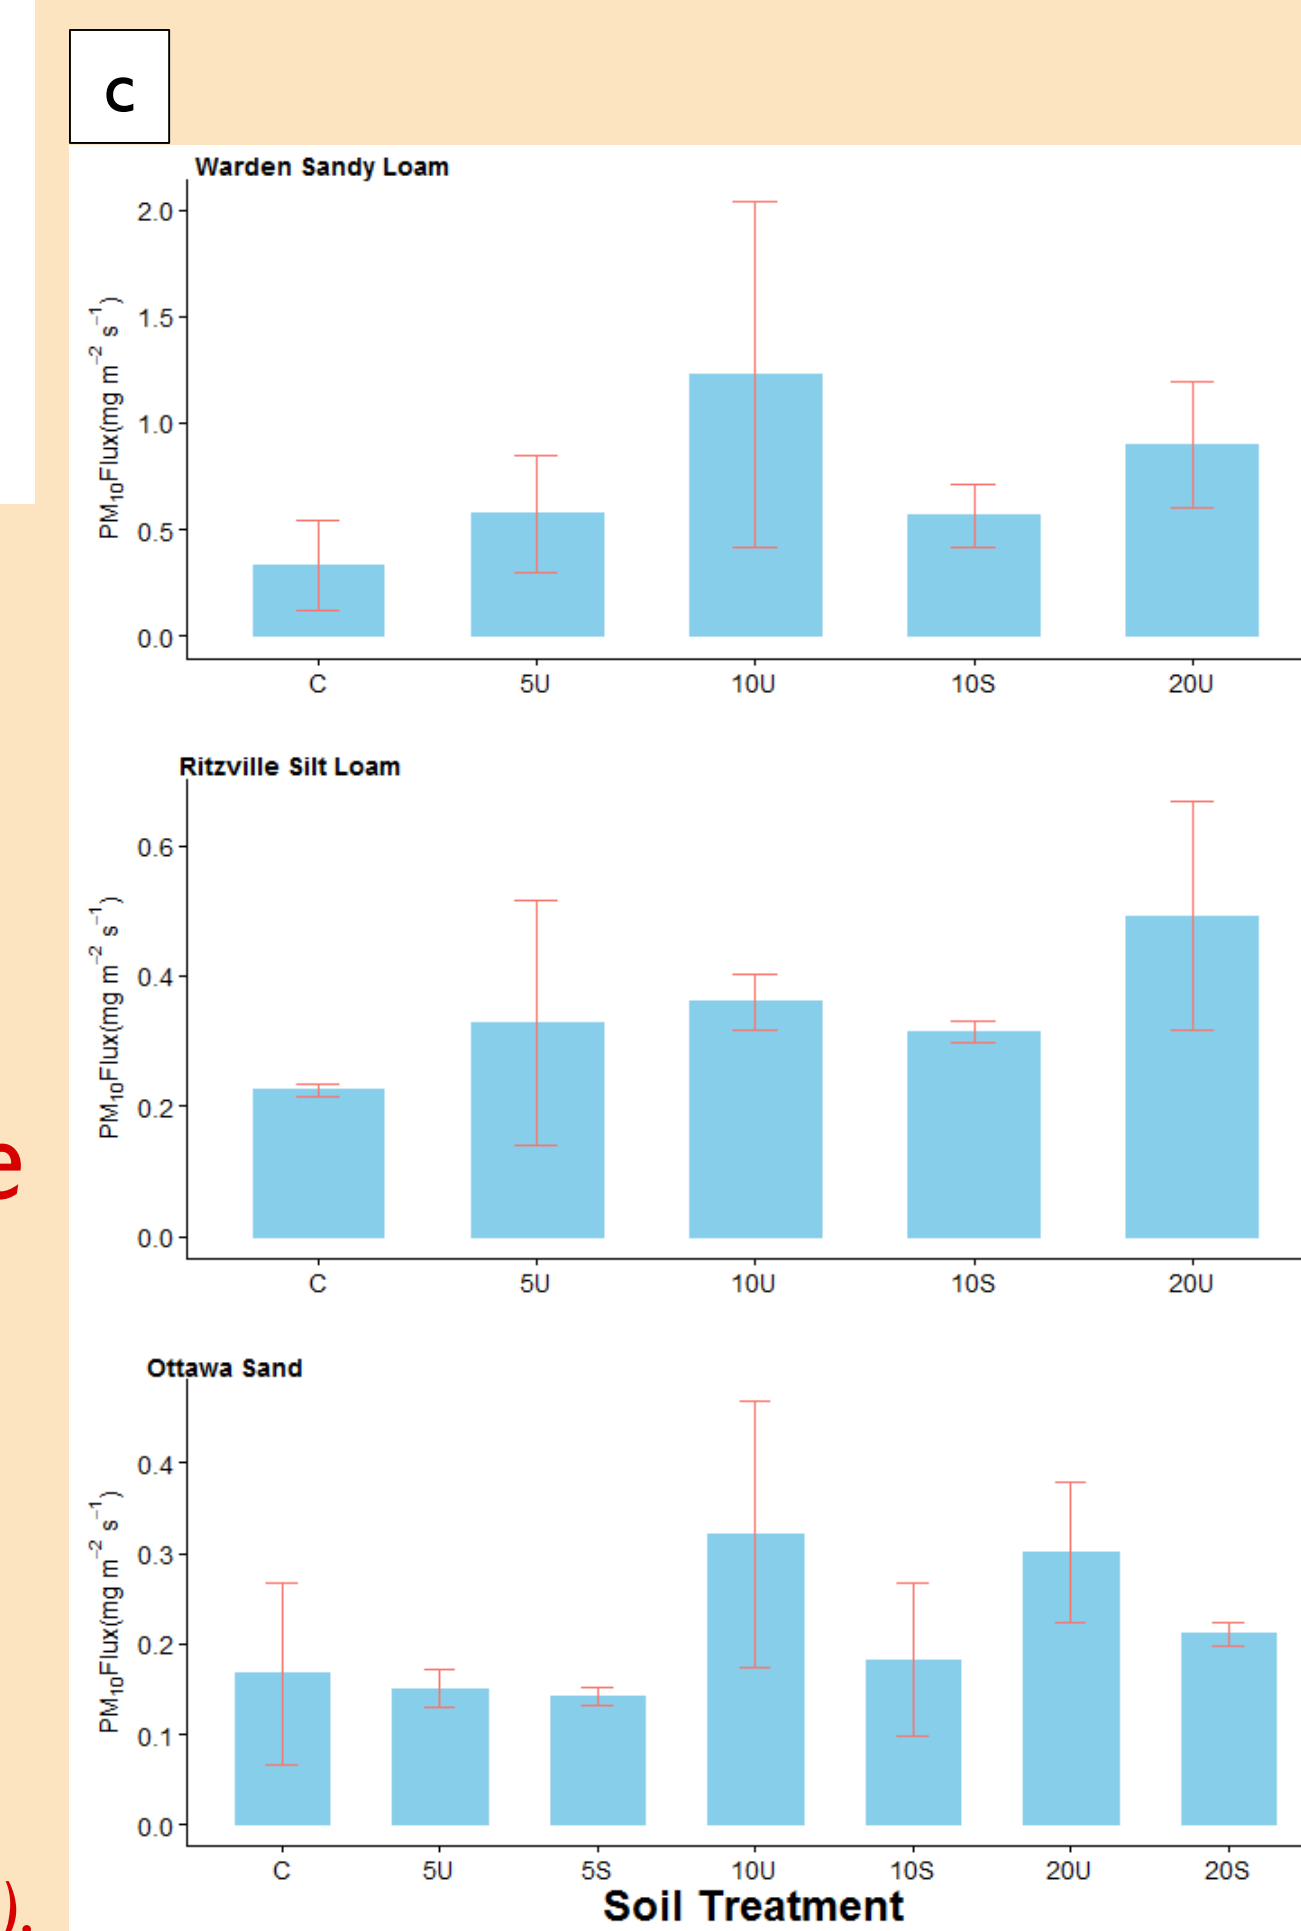 C
Warden Sandy Loam
PM₁₀Flux(mg m⁻² s⁻¹)
2.0
1.5
1.0
0.5
0.0
C 5U 10U 10S 20U
Ritzville Silt Loam
PM₁₀Flux(mg m⁻² s⁻¹)
0.6
0.4
0.2
0.0
C 5U 10U 10S 20U
e
Ottawa Sand
PM₁₀Flux(mg m⁻² s⁻¹)
0.4
0.3
0.2
0.1
0.0
C 5U 5S 10U 10S 20U 20S
Soil Treatment
).